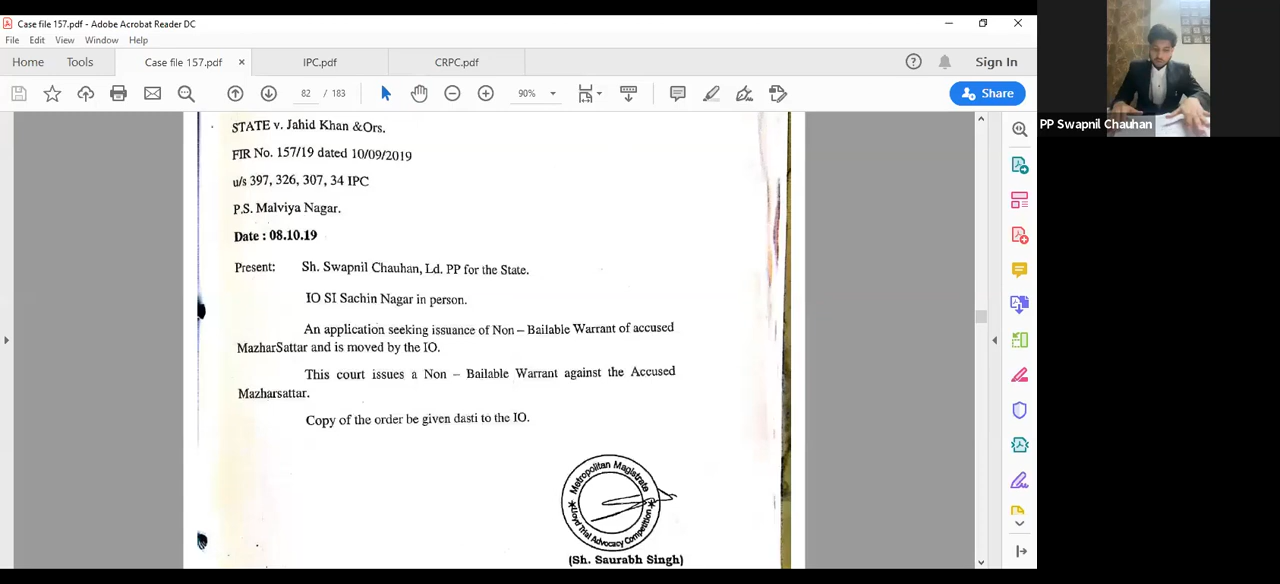 Case file 157.pdf - Adobe Acrobat Reader DC
File Edit View Window Help
Home Tools Case file 157.pdf × IPC.pdf CRPC.pdf Sign In
82 / 183 90% Share
STATE v. Jahid Khan &Ors.
FIR No. 157/19 dated 10/09/2019
u/s 397, 326, 307, 34 IPC
P.S. Malviya Nagar.
Date : 08.10.19
Present: Sh. Swapnil Chauhan, Ld. PP for the State.
IO SI Sachin Nagar in person.
An application seeking issuance of Non – Bailable Warrant of accused
MazharSattar and is moved by the IO.
This court issues a Non – Bailable Warrant against the Accused
Mazharsattar.
Copy of the order be given dasti to the IO.
Metropolitan Magistrate
Lloyd Trial Advocacy Competition
(Sh. Saurabh Singh)
PP Swapnil Chauhan